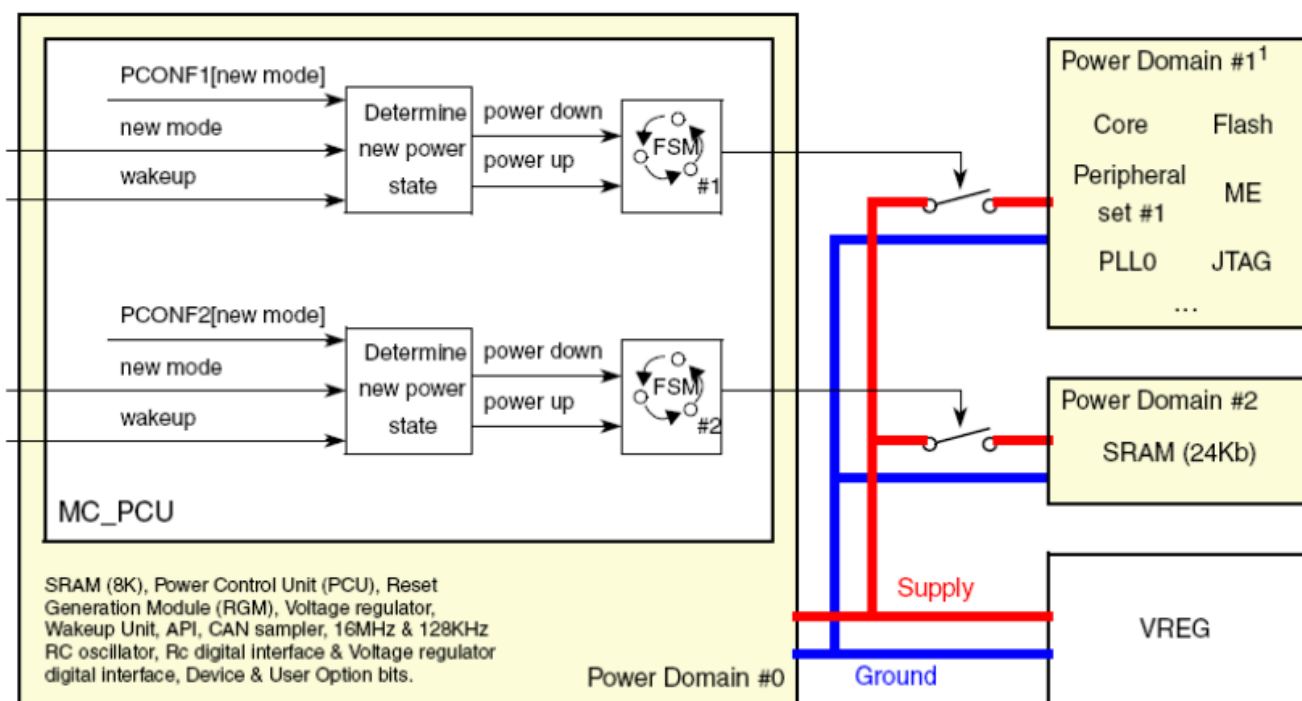 PCONF1[new mode]
new mode
wakeup
Determine
new power
state
power down
power up
FSM
#1
PCONF2[new mode]
new mode
wakeup
Determine
new power
state
power down
power up
FSM
#2
MC_PCU
SRAM (8K), Power Control Unit (PCU), Reset
Generation Module (RGM), Voltage regulator,
Wakeup Unit, API, CAN sampler, 16MHz & 128KHz
RC oscillator, Rc digital interface & Voltage regulator
digital interface, Device & User Option bits.
Power Domain #0
Supply
Ground
Power Domain #1¹
Core Flash
Peripheral
set #1
ME
PLL0 JTAG
...
Power Domain #2
SRAM (24Kb)
VREG